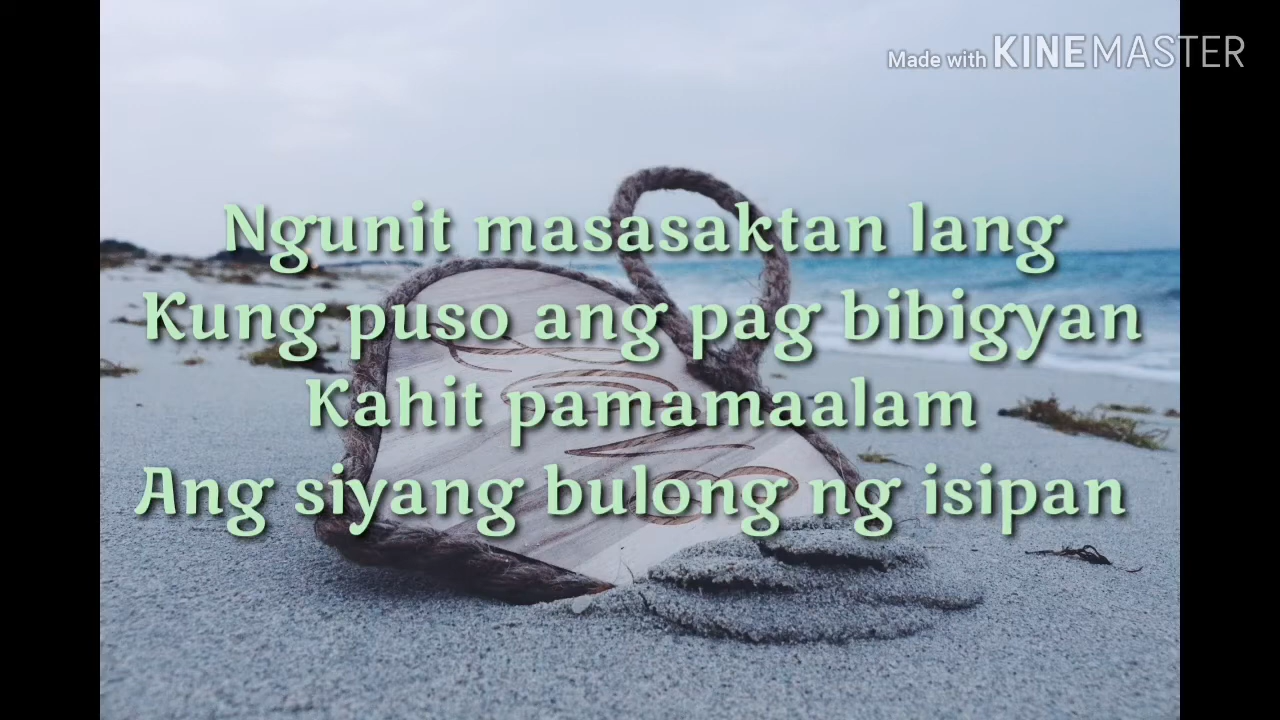 Made with KINEMASTER
Ngunit masasaktan lang
Kung puso ang pag bibigyan
Kahit pamamaalam
Ang siyang bulong ng isipan